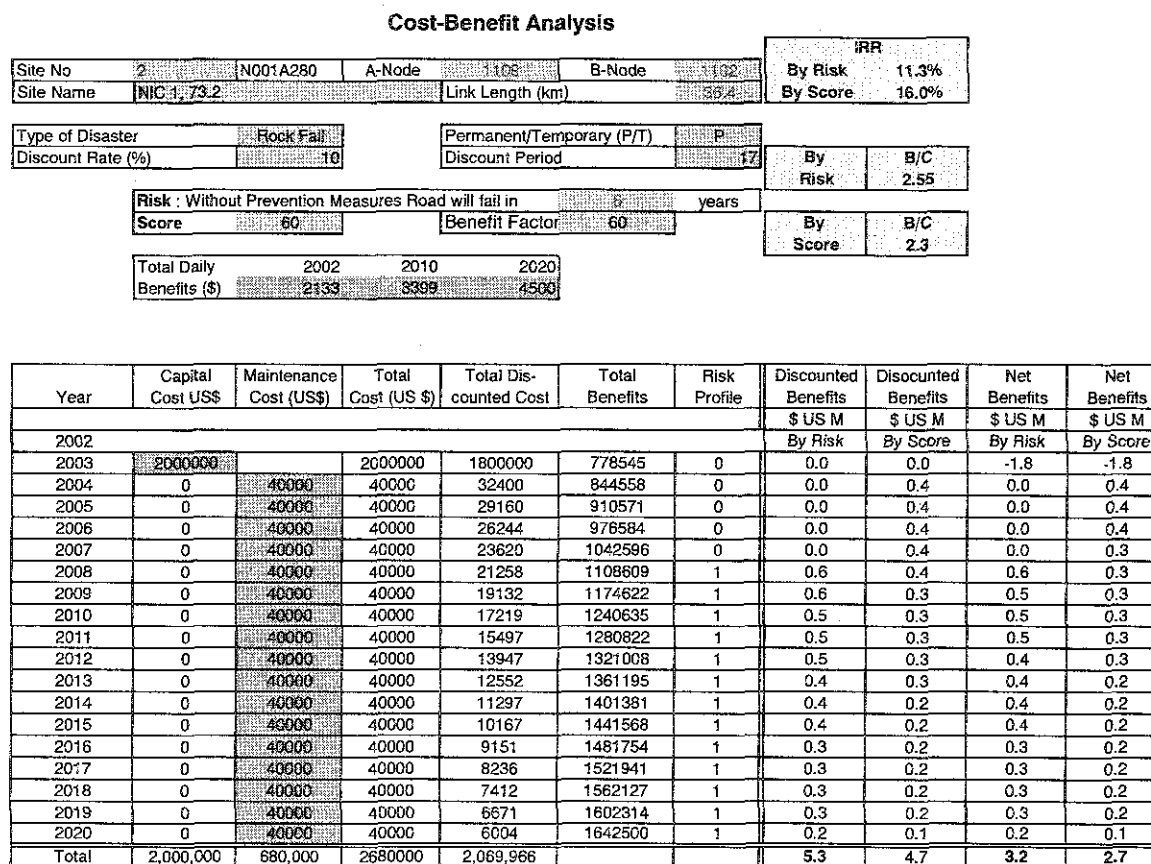 Cost-Benefit Analysis
IRR
Site No 2 N001A280 A-Node B-Node By Risk 11.3%
Site Name NIC 1, 73.2 Link Length (km) By Score 16.0%
Type of Disaster Rock Fall Permanent/Temporary (P/T) P
Discount Rate (%) 10 Discount Period 17 By B/C
Risk 2.55
Risk : Without Prevention Measures Road will fail in years
Score 60 Benefit Factor 60 By B/C
Score 2.3
Total Daily 2002 2010 2020
Benefits ($) 2133 3399 4500
Year Capital Maintenance Total Total Dis- Total Risk Discounted Disocunted Net Net
Cost US$ Cost (US$) Cost (US $) counted Cost Benefits Profile Benefits Benefits Benefits Benefits
$ US M $ US M $ US M $ US M
2002 By Risk By Score By Risk By Score
2003 2000000 2000000 1800000 778545 0 0.0 0.0 -1.8 -1.8
2004 0 40000 40000 32400 844558 0 0.0 0.4 0.0 0.4
2005 0 40000 40000 29160 910571 0 0.0 0.4 0.0 0.4
2006 0 40000 40000 26244 976584 0 0.0 0.4 0.0 0.4
2007 0 40000 40000 23620 1042596 0 0.0 0.4 0.0 0.3
2008 0 40000 40000 21258 1108609 1 0.6 0.4 0.6 0.3
2009 0 40000 40000 19132 1174622 1 0.6 0.3 0.5 0.3
2010 0 40000 40000 17219 1240635 1 0.5 0.3 0.5 0.3
2011 0 40000 40000 15497 1280822 1 0.5 0.3 0.5 0.3
2012 0 40000 40000 13947 1321008 1 0.5 0.3 0.4 0.3
2013 0 40000 40000 12552 1361195 1 0.4 0.3 0.4 0.2
2014 0 40000 40000 11297 1401381 1 0.4 0.2 0.4 0.2
2015 0 40000 40000 10167 1441568 1 0.4 0.2 0.4 0.2
2016 0 40000 40000 9151 1481754 1 0.3 0.2 0.3 0.2
2017 0 40000 40000 8236 1521941 1 0.3 0.2 0.3 0.2
2018 0 40000 40000 7412 1562127 1 0.3 0.2 0.3 0.2
2019 0 40000 40000 6671 1602314 1 0.3 0.2 0.3 0.2
2020 0 40000 40000 6004 1642500 1 0.2 0.1 0.2 0.1
Total 2,000,000 680,000 2680000 2,069,966 5.3 4.7 3.2 2.7